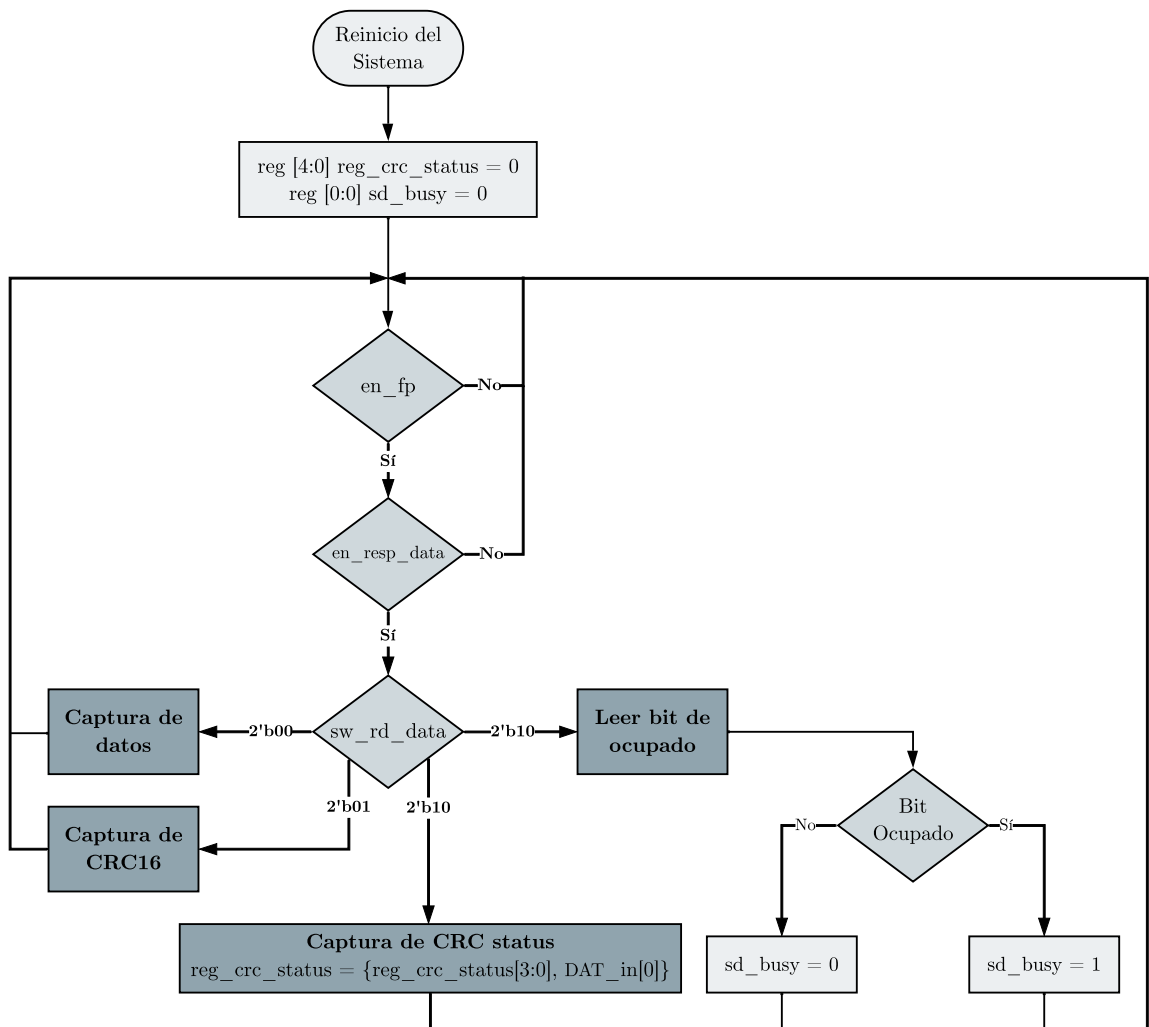 Reinicio del
Sistema
reg [4:0] reg_crc_status = 0
reg [0:0] sd_busy = 0
en_fp
No
Sí
en_resp_data
No
Sí
Captura de
datos
2'b00
sw_rd_data
2'b10
Leer bit de
ocupado
2'b01
2'b10
Captura de
CRC16
Bit
Ocupado
No
Sí
Captura de CRC status
reg_crc_status = {reg_crc_status[3:0], DAT_in[0]}
sd_busy = 0
sd_busy = 1